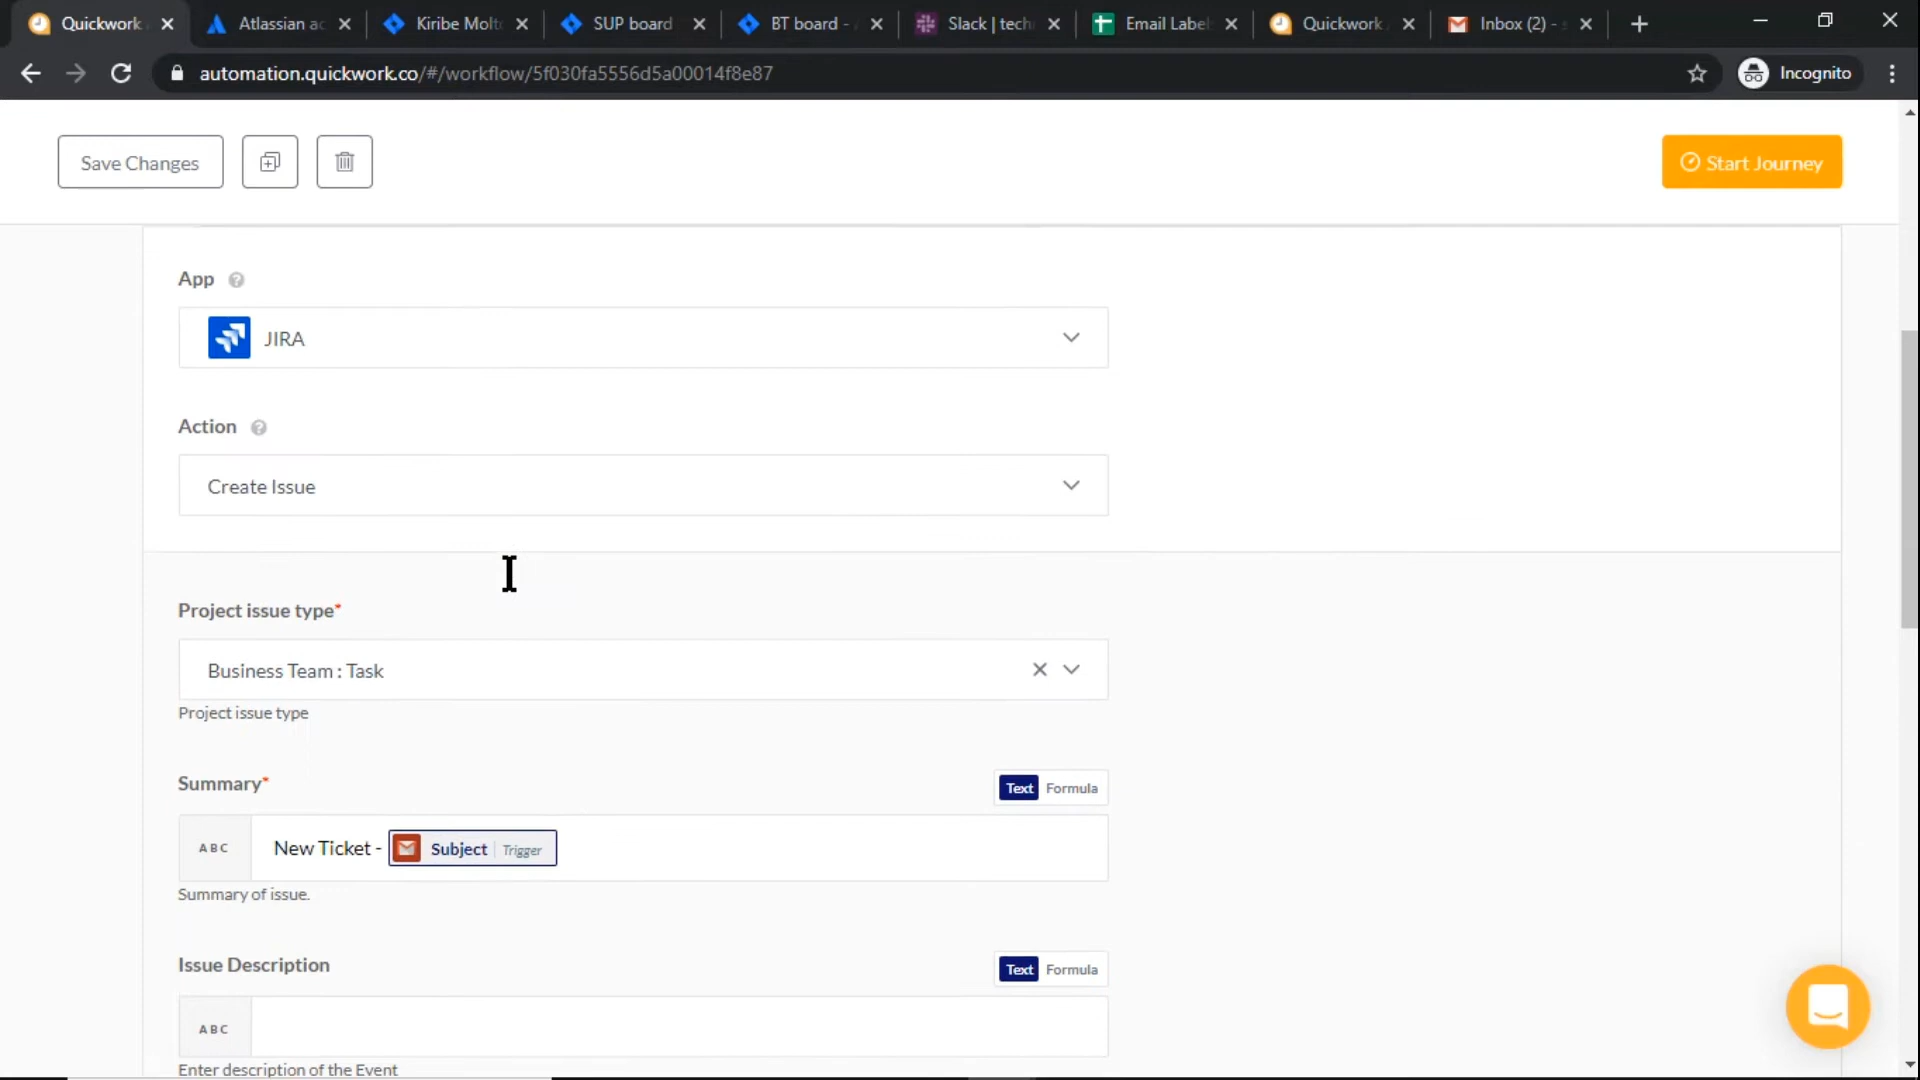 Quickwork
Atlassian ac
Kiribe Molt
SUP board
BT board -
Slack | tech
Email Label
Quickwork
Inbox (2) -
automation.quickwork.co/#/workflow/5f030fa5556d5a00014f8e87
Incognito
Save Changes
Start Journey
App
JIRA
Action
Create Issue
Project issue type*
Business Team : Task
Project issue type
Summary*
Text Formula
ABC New Ticket - Subject Trigger
Summary of issue.
Issue Description
Text Formula
ABC
Enter description of the Event